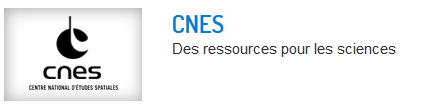 cnes
CENTRE NATIONAL D'ÉTUDES SPATIALES
CNES
Des ressources pour les sciences